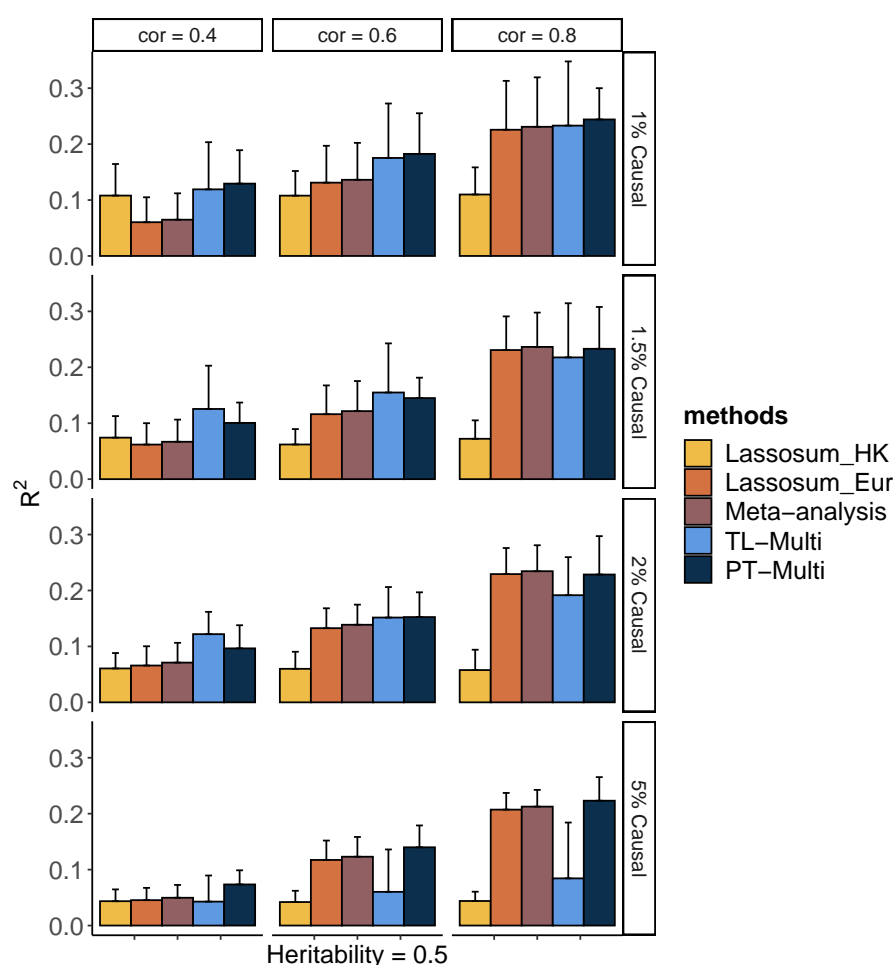 cor = 0.4
cor = 0.6
cor = 0.8
0.3
0.2
0.1
0.0
1% Causal
0.3
0.2
0.1
0.0
1.5% Causal
0.3
0.2
0.1
0.0
2% Causal
0.3
0.2
0.1
0.0
5% Causal
R²
Heritability = 0.5
methods
Lassosum_HK
Lassosum_Eur
Meta−analysis
TL−Multi
PT−Multi